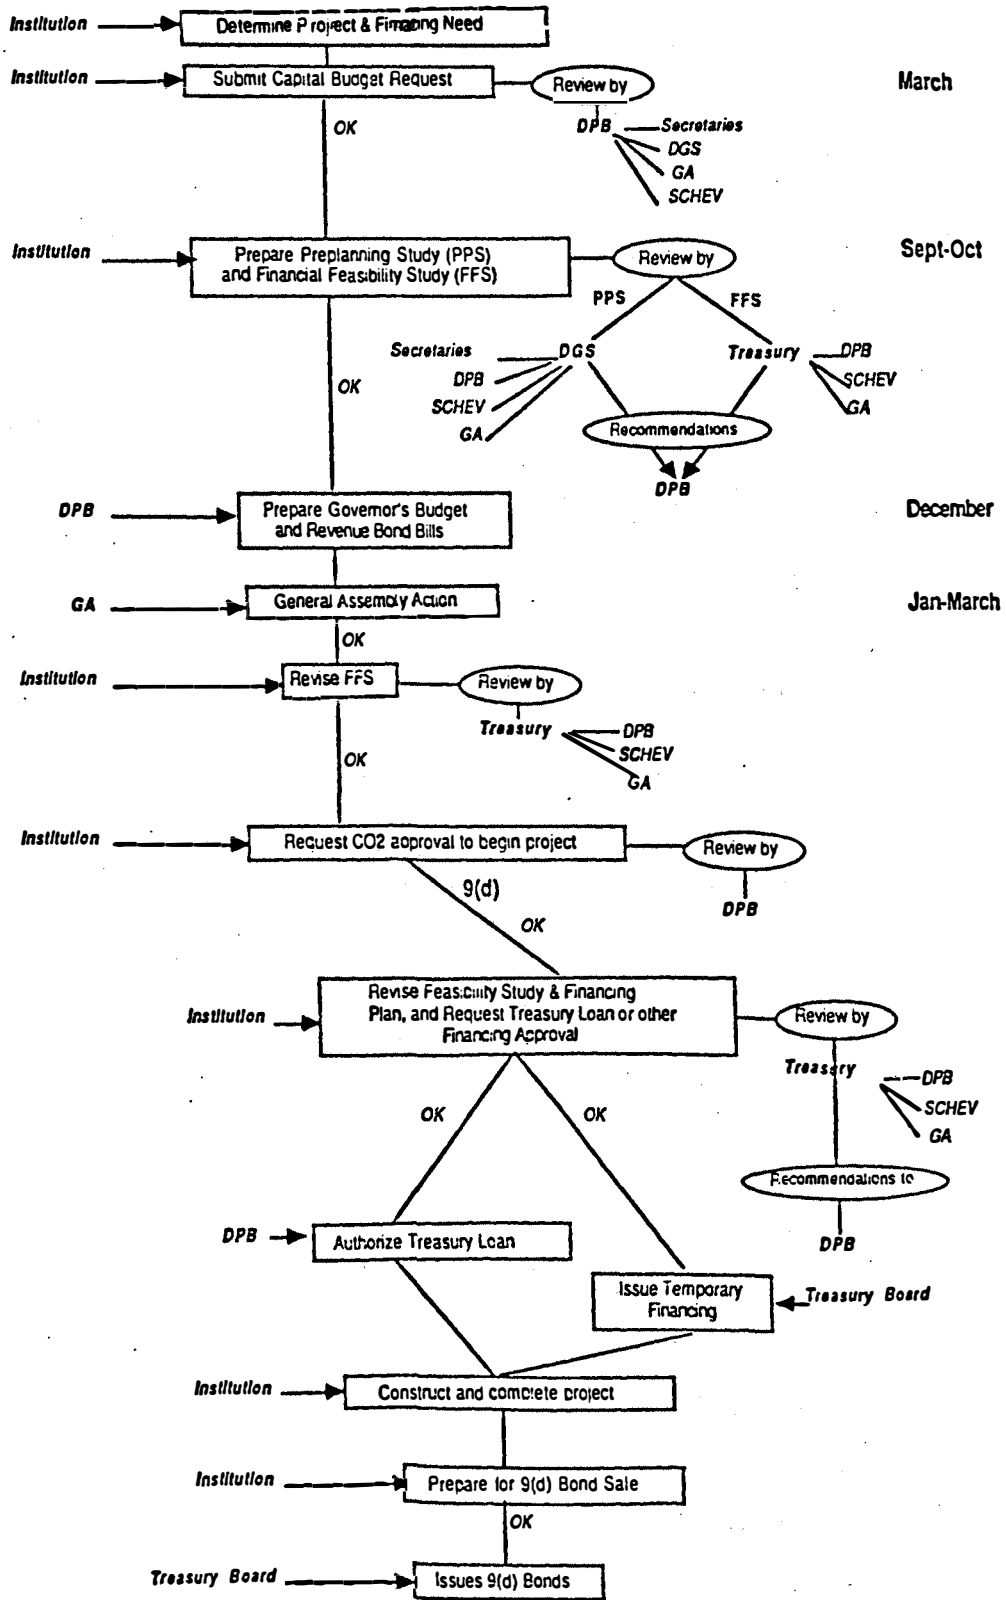 Institution
Determine Project & Financing Need
Institution
Submit Capital Budget Request
Review by
March
OK
DPB
Secretaries
DGS
GA
SCHEV
Institution
Prepare Preplanning Study (PPS)
and Financial Feasibility Study (FFS)
Review by
Sept-Oct
PPS
FFS
Secretaries
DGS
Treasury
DPB
DPB
SCHEV
OK
SCHEV
GA
GA
Recommendations
DPB
DPB
Prepare Governor's Budget
and Revenue Bond Bills
December
GA
General Assembly Action
Jan-March
OK
Institution
Revise FFS
Review by
Treasury
DPB
SCHEV
GA
OK
Institution
Request CO2 approval to begin project
Review by
DPB
9(d)
OK
Institution
Revise Feasibility Study & Financing
Plan, and Request Treasury Loan or other
Financing Approval
Review by
Treasury
DPB
SCHEV
GA
OK
OK
Recommendations to
DPB
DPB
Authorize Treasury Loan
Issue Temporary
Financing
Treasury Board
Institution
Construct and complete project
Institution
Prepare for 9(d) Bond Sale
OK
Treasury Board
Issues 9(d) Bonds